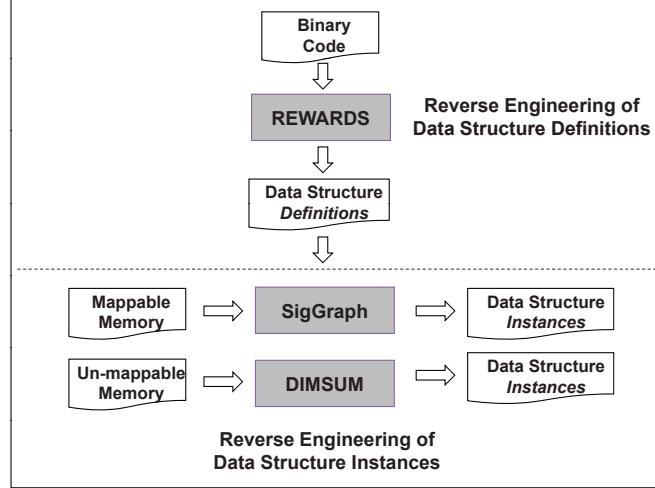 Binary
Code
REWARDS
Reverse Engineering of
Data Structure Definitions
Data Structure
Definitions
Mappable
Memory
SigGraph
Data Structure
Instances
Un-mappable
Memory
DIMSUM
Data Structure
Instances
Reverse Engineering of
Data Structure Instances